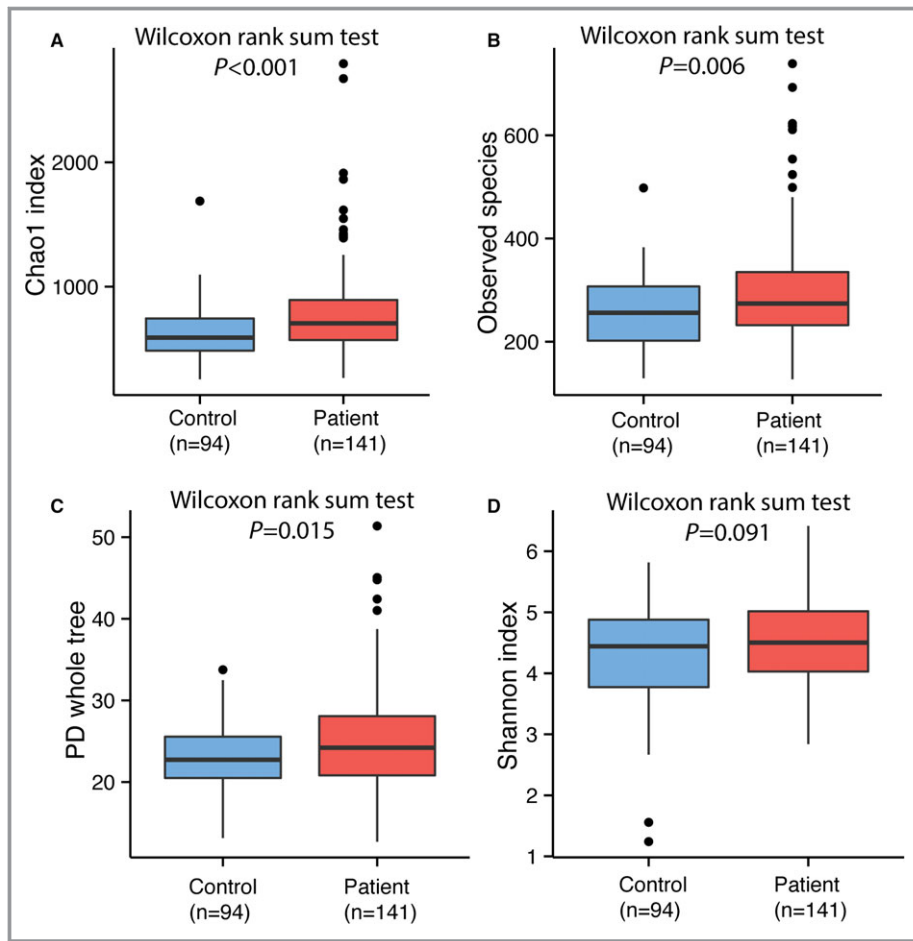 A
Wilcoxon rank sum test
P<0.001
Chao1 index
2000
1000
Control
(n=94)
Patient
(n=141)
B
Wilcoxon rank sum test
P=0.006
Observed species
600
400
200
Control
(n=94)
Patient
(n=141)
C
Wilcoxon rank sum test
P=0.015
PD whole tree
50
40
30
20
Control
(n=94)
Patient
(n=141)
D
Wilcoxon rank sum test
P=0.091
Shannon index
6
5
4
3
2
1
Control
(n=94)
Patient
(n=141)